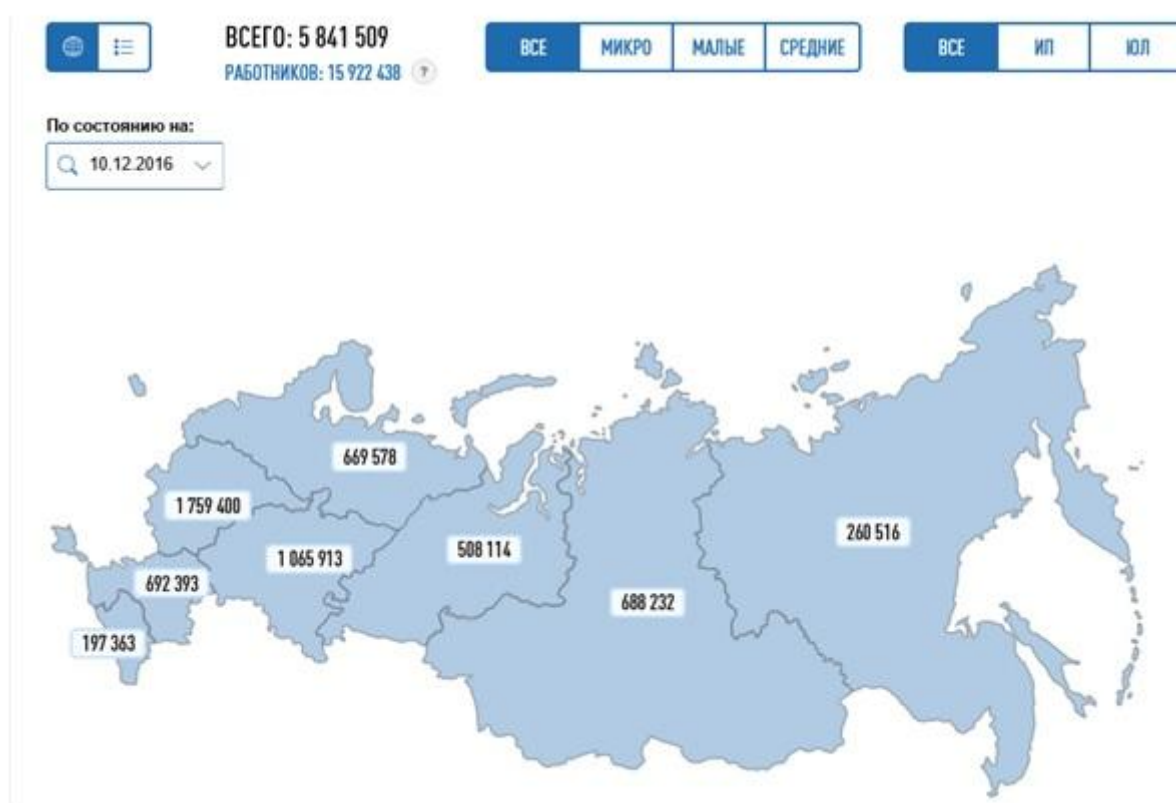 ВСЕГО: 5 841 509
РАБОТНИКОВ: 15 922 438 ?
ВСЕ МИКРО МАЛЫЕ СРЕДНИЕ
ВСЕ ИП ЮЛ
По состоянию на:
10.12.2016
669 578
1 759 400
1 065 913
508 114
260 516
692 393
688 232
197 363